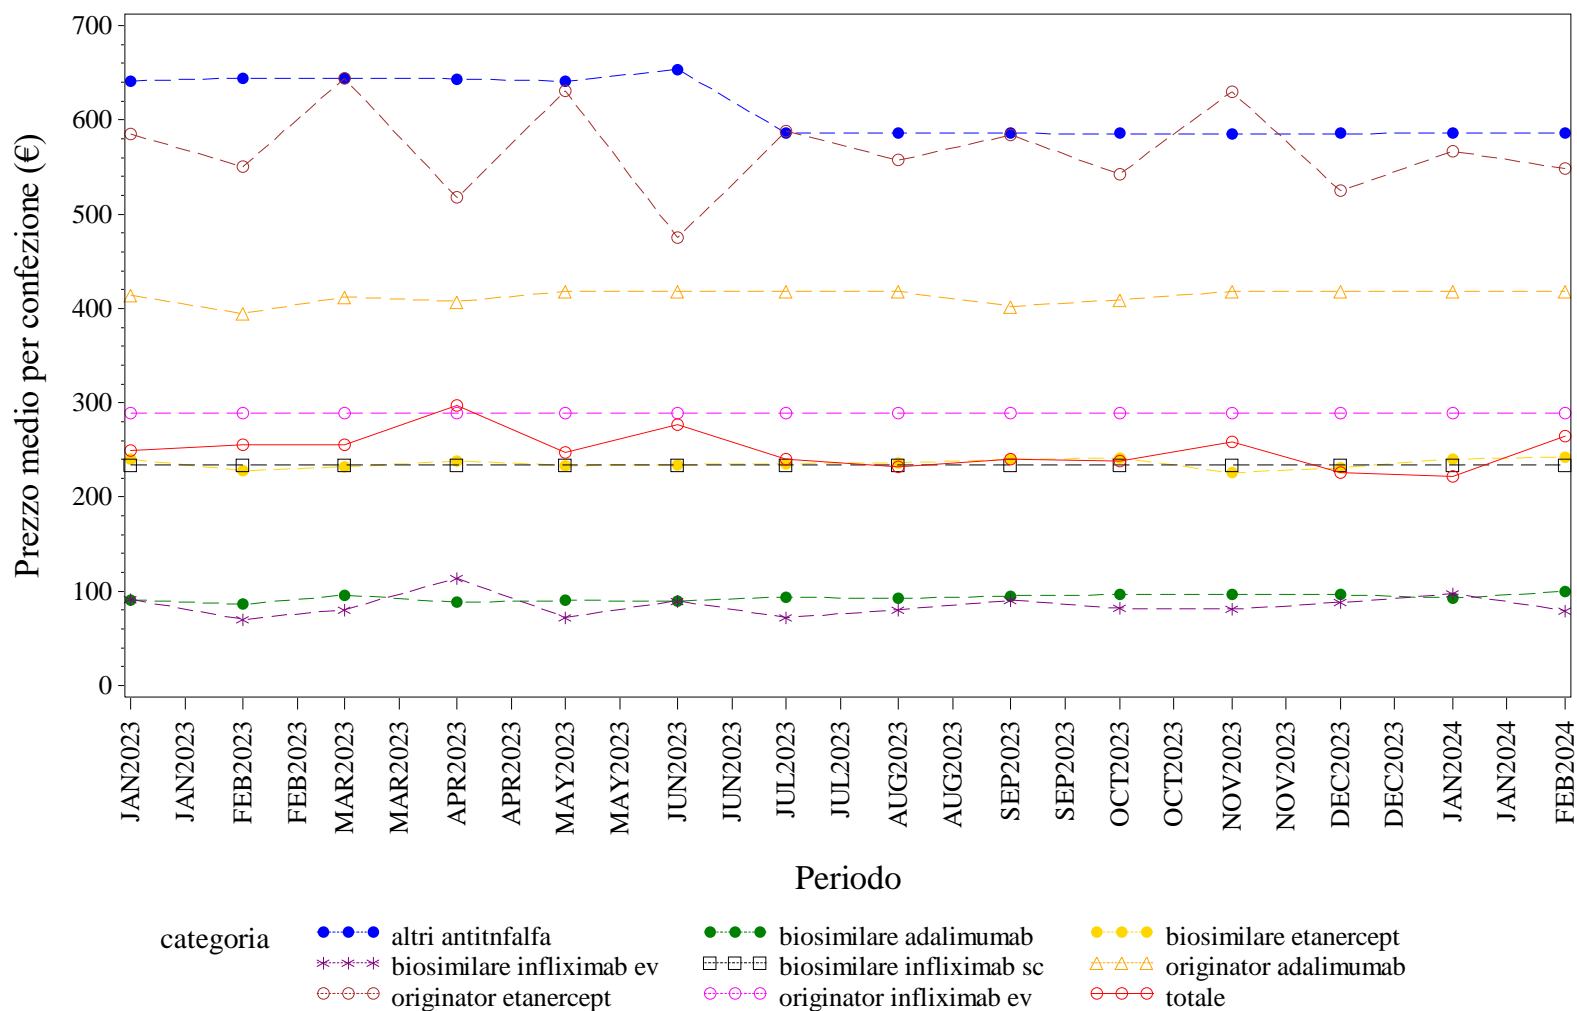 700
600
500
400
300
200
100
0
Prezzo medio per confezione (€)
JAN2023
JAN2023
FEB2023
FEB2023
MAR2023
MAR2023
APR2023
APR2023
MAY2023
MAY2023
JUN2023
JUN2023
JUL2023
JUL2023
AUG2023
AUG2023
SEP2023
SEP2023
OCT2023
OCT2023
NOV2023
NOV2023
DEC2023
DEC2023
JAN2024
JAN2024
FEB2024
Periodo
categoria altri antitnfalfa biosimilare adalimumab biosimilare etanercept
biosimilare infliximab ev biosimilare infliximab sc originator adalimumab
originator etanercept originator infliximab ev totale